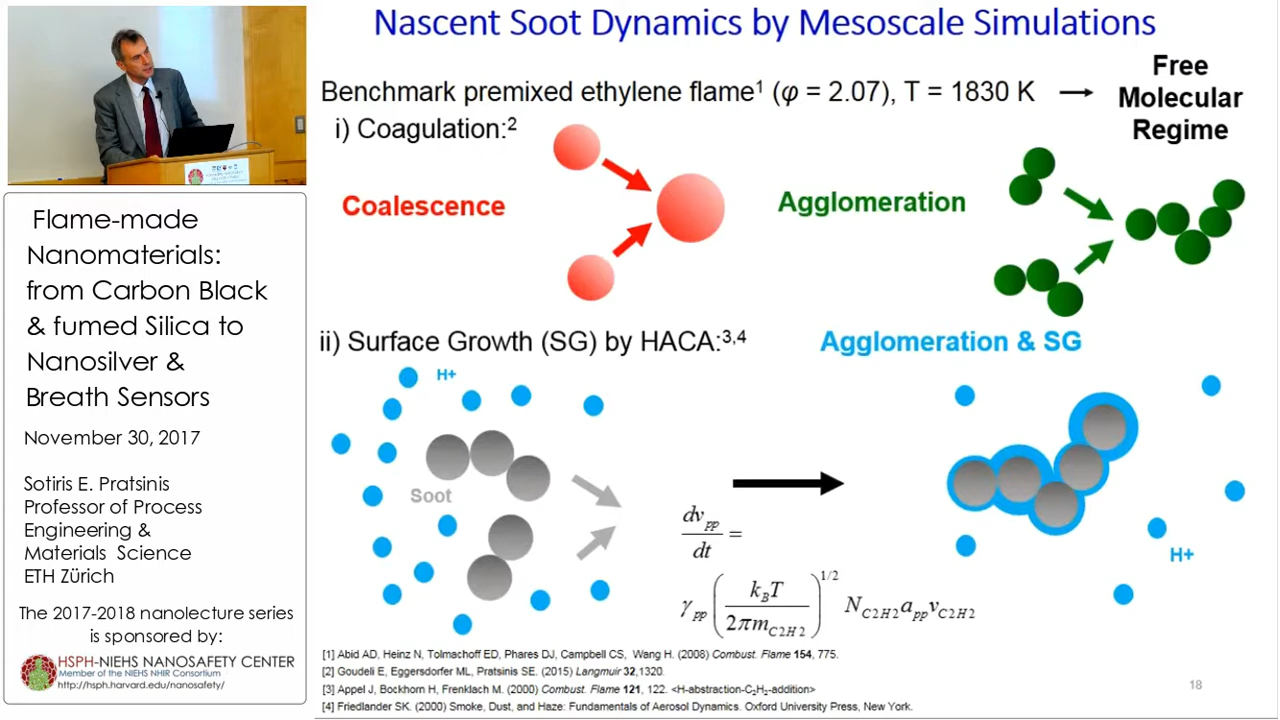 Nascent Soot Dynamics by Mesoscale Simulations
Benchmark premixed ethylene flame¹ (φ = 2.07), T = 1830 K
Free
Molecular
Regime
i) Coagulation:²
Coalescence
Agglomeration
ii) Surface Growth (SG) by HACA:³,⁴
Agglomeration & SG
H+
Soot
dv_pp
dt
=
γ_pp (k_B T / 2πm_C2H2)^1/2 N_C2H2 a_pp v_C2H2
H+
[1] Abid AD, Heinz N, Tolmachoff ED, Phares DJ, Campbell CS, Wang H. (2008) Combust. Flame 154, 775.
[2] Goudeli E, Eggersdorfer ML, Pratsinis SE. (2015) Langmuir 32,1320.
[3] Appel J, Bockhorn H, Frenklach M. (2000) Combust. Flame 121, 122. <H-abstraction-C₂H₂-addition>
[4] Friedlander SK. (2000) Smoke, Dust, and Haze: Fundamentals of Aerosol Dynamics. Oxford University Press, New York.
18
Flame-made
Nanomaterials:
from Carbon Black
& fumed Silica to
Nanosilver &
Breath Sensors
November 30, 2017
Sotiris E. Pratsinis
Professor of Process
Engineering &
Materials Science
ETH Zürich
The 2017-2018 nanolecture series
is sponsored by:
HSPH-NIEHS NANOSAFETY CENTER
Member of the NIEHS NHIR Consortium
http://hsph.harvard.edu/nanosafety/